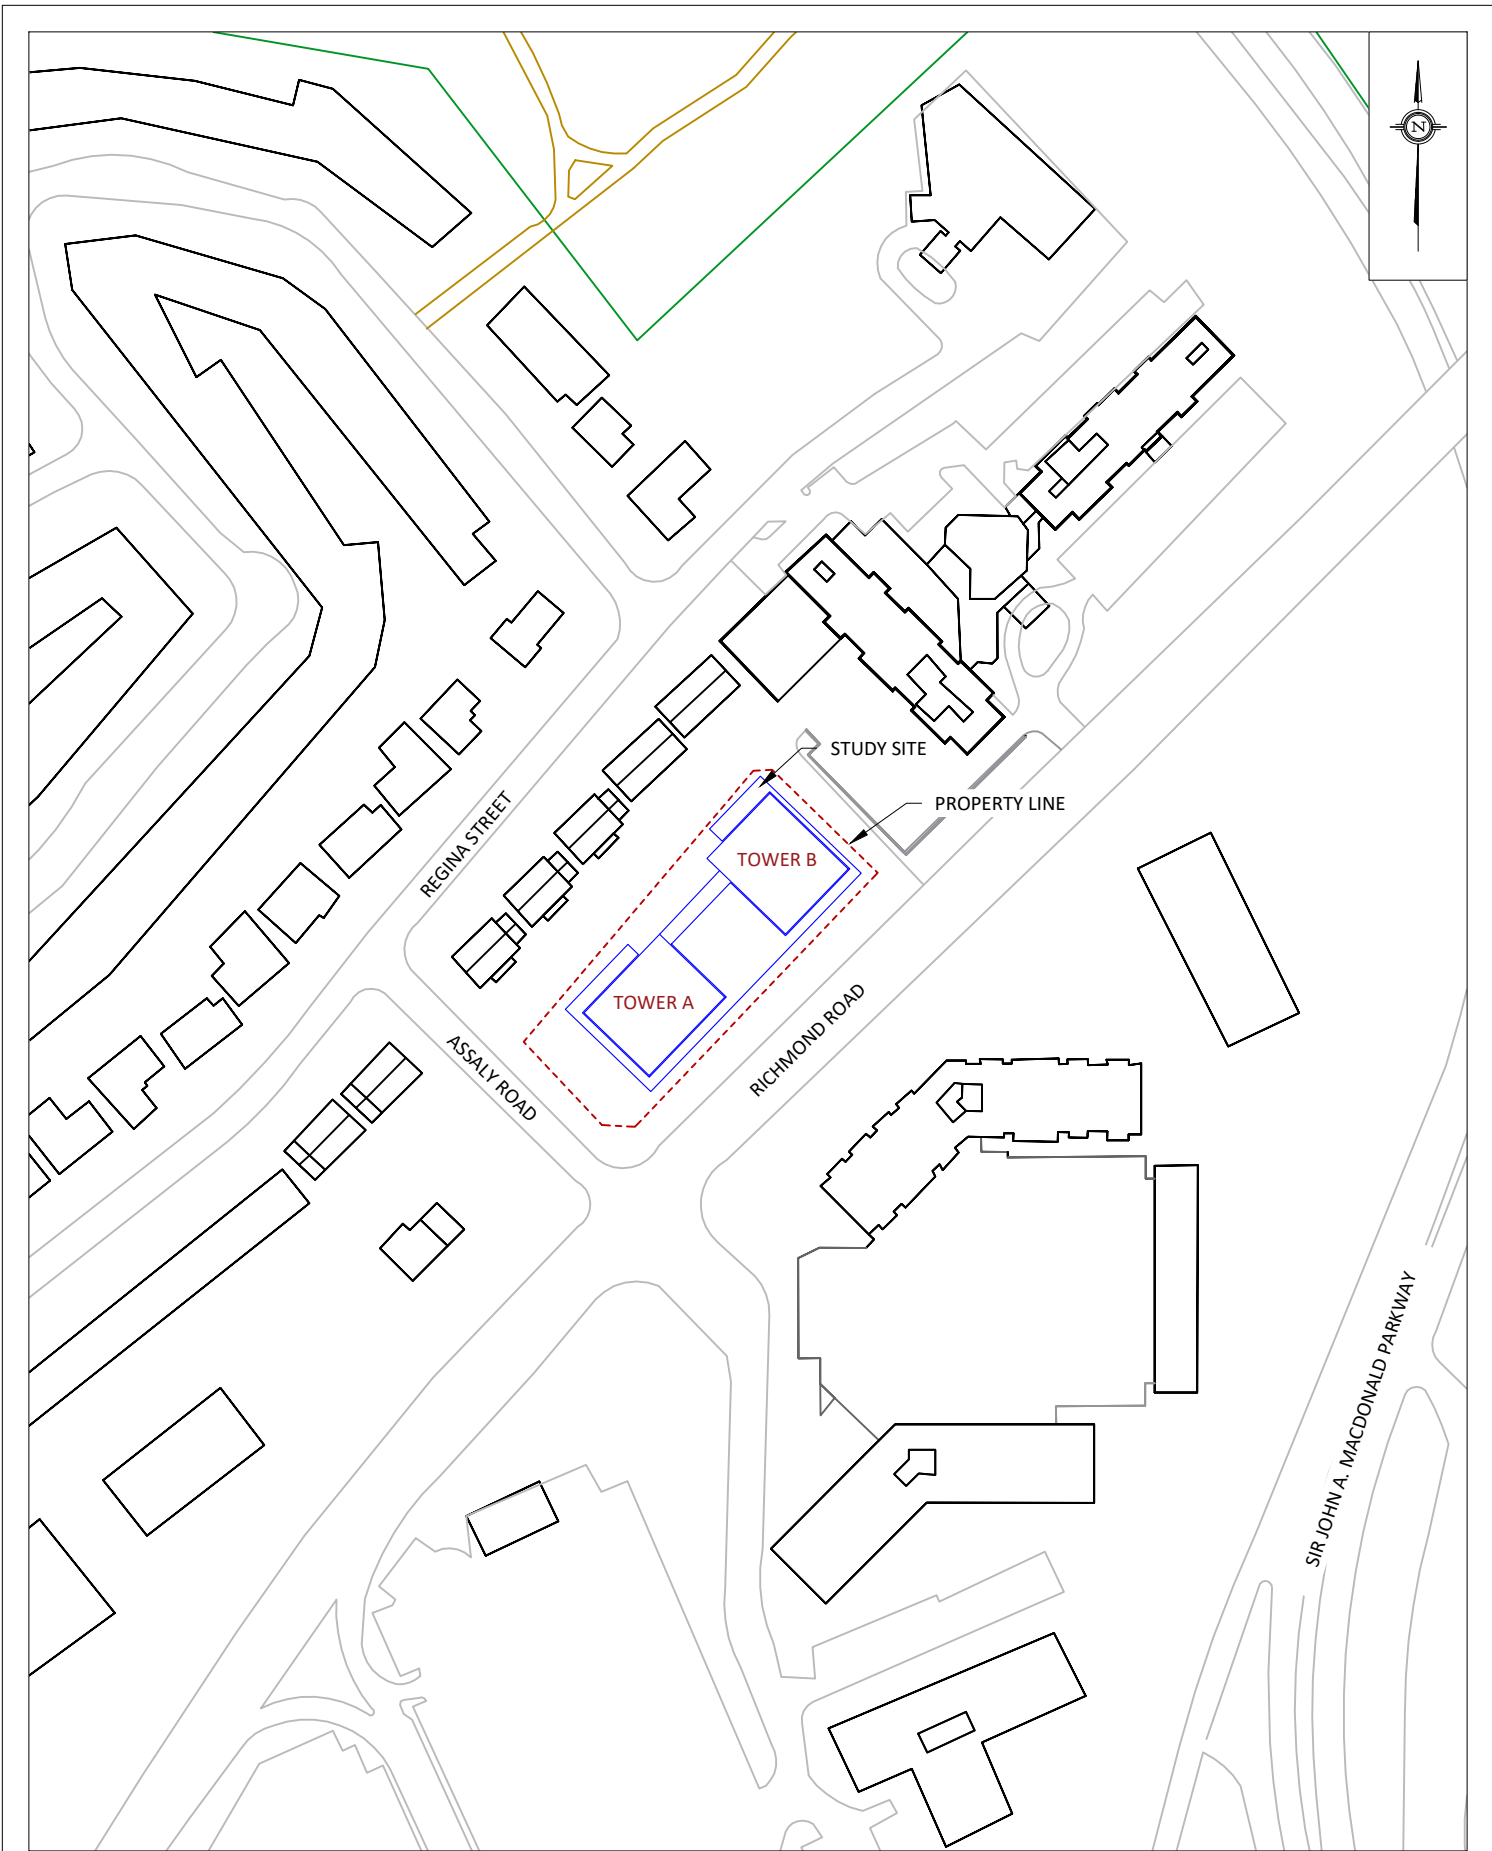 N
STUDY SITE
PROPERTY LINE
TOWER B
REGINA STREET
TOWER A
RICHMOND ROAD
ASSALY ROAD
SIR JOHN A. MACDONALD PARKWAY